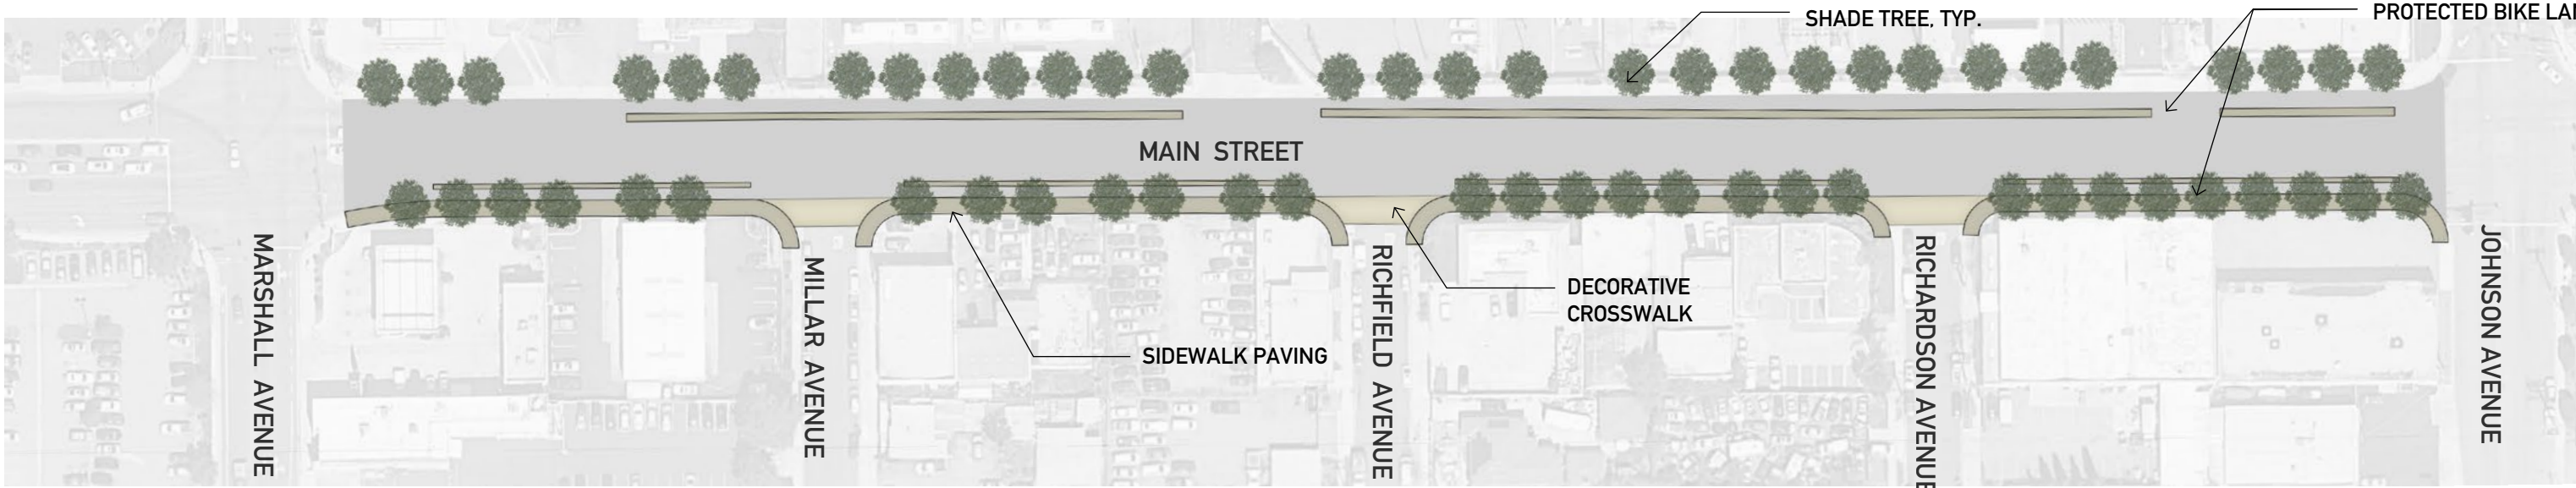 SHADE TREE, TYP.
PROTECTED BIKE
MAIN STREET
MARSHALL AVENUE
MILLAR AVENUE
SIDEWALK PAVING
RICHFIELD AVENUE
DECORATIVE
CROSSWALK
RICHARDSON AVENUE
JOHNSON AVENUE